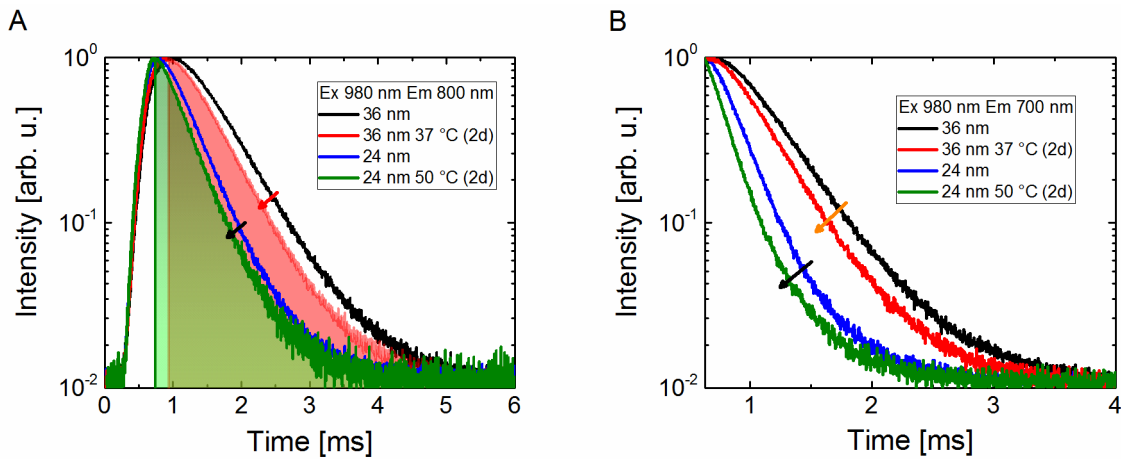 A
Intensity [arb. u.]
10⁰
10⁻¹
10⁻²
Ex 980 nm Em 800 nm
36 nm
36 nm 37 °C (2d)
24 nm
24 nm 50 °C (2d)
0 1 2 3 4 5 6
Time [ms]
B
Intensity [arb. u.]
10⁰
10⁻¹
10⁻²
Ex 980 nm Em 700 nm
36 nm
36 nm 37 °C (2d)
24 nm
24 nm 50 °C (2d)
1 2 3 4
Time [ms]